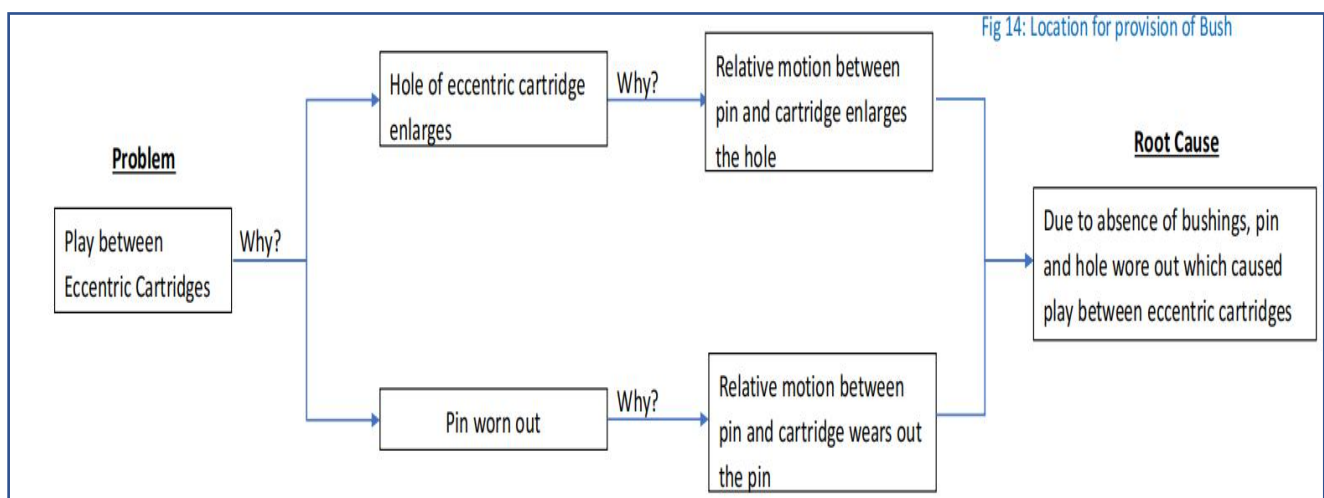 Fig 14: Location for provision of Bush
Problem
Play between
Eccentric Cartridges
Why?
Hole of eccentric cartridge
enlarges
Why?
Relative motion between
pin and cartridge enlarges
the hole
Pin worn out
Why?
Relative motion between
pin and cartridge wears out
the pin
Root Cause
Due to absence of bushings, pin
and hole wore out which caused
play between eccentric cartridges